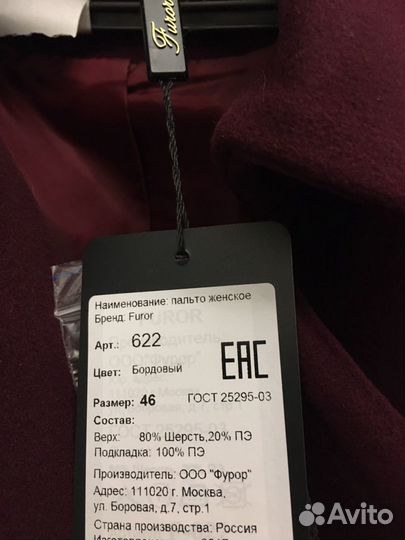 Furor
Наименование: пальто женское
Бренд: Furor
Арт.: 622
Цвет: Бордовый
EAC
Размер: 46 ГОСТ 25295-03
Состав:
Верх: 80% Шерсть,20% ПЭ
Подкладка: 100% ПЭ
Производитель: ООО "Фурор"
Адрес: 111020 г. Москва,
ул. Боровая, д.7, стр.1
Страна производства: Россия
Avito